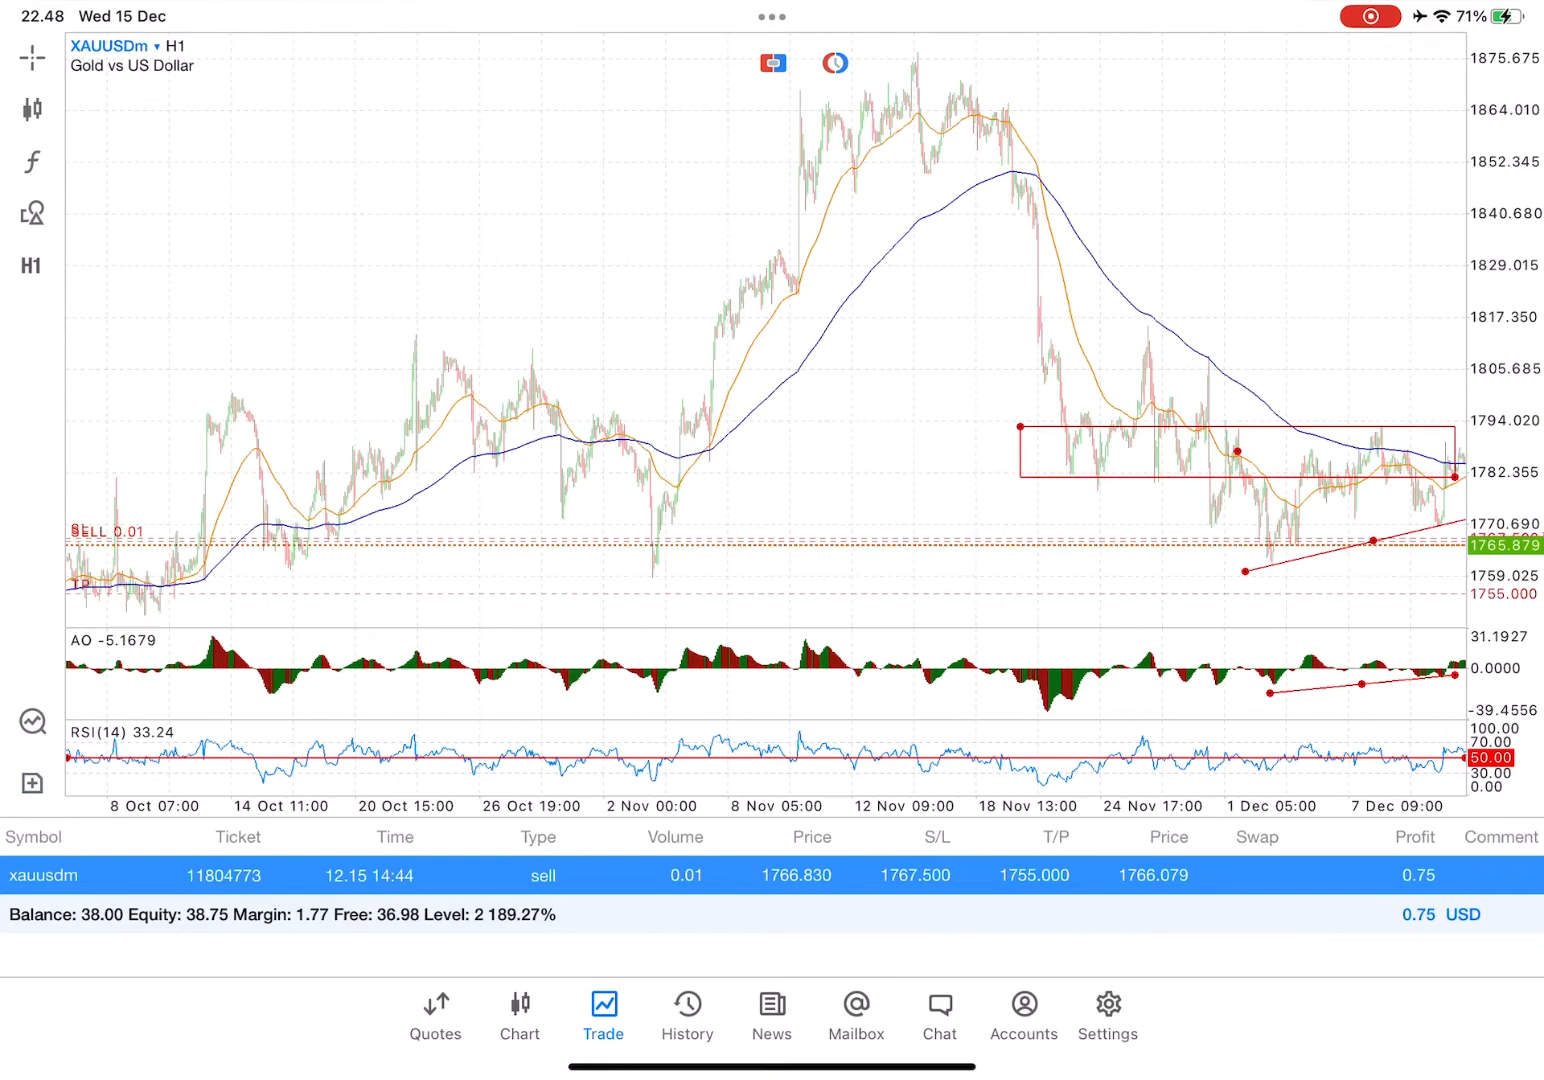 22.48 Wed 15 Dec
71%
XAUUSDm ▾ H1
Gold vs US Dollar
H1
1875.675
1864.010
1852.345
1840.680
1829.015
1817.350
1805.685
1794.020
1782.355
1770.690
1765.879
1759.025
1755.000
SELL 0.01
TP
AO -5.1679
31.1927
0.0000
-39.4556
RSI(14) 33.24
100.00
70.00
50.00
30.00
0.00
8 Oct 07:00 14 Oct 11:00 20 Oct 15:00 26 Oct 19:00 2 Nov 00:00 8 Nov 05:00 12 Nov 09:00 18 Nov 13:00 24 Nov 17:00 1 Dec 05:00 7 Dec 09:00
Symbol Ticket Time Type Volume Price S/L T/P Price Swap Profit Comment
xauusdm 11804773 12.15 14:44 sell 0.01 1766.830 1767.500 1755.000 1766.079 0.75
Balance: 38.00 Equity: 38.75 Margin: 1.77 Free: 36.98 Level: 2 189.27% 0.75 USD
Quotes Chart Trade History News Mailbox Chat Accounts Settings